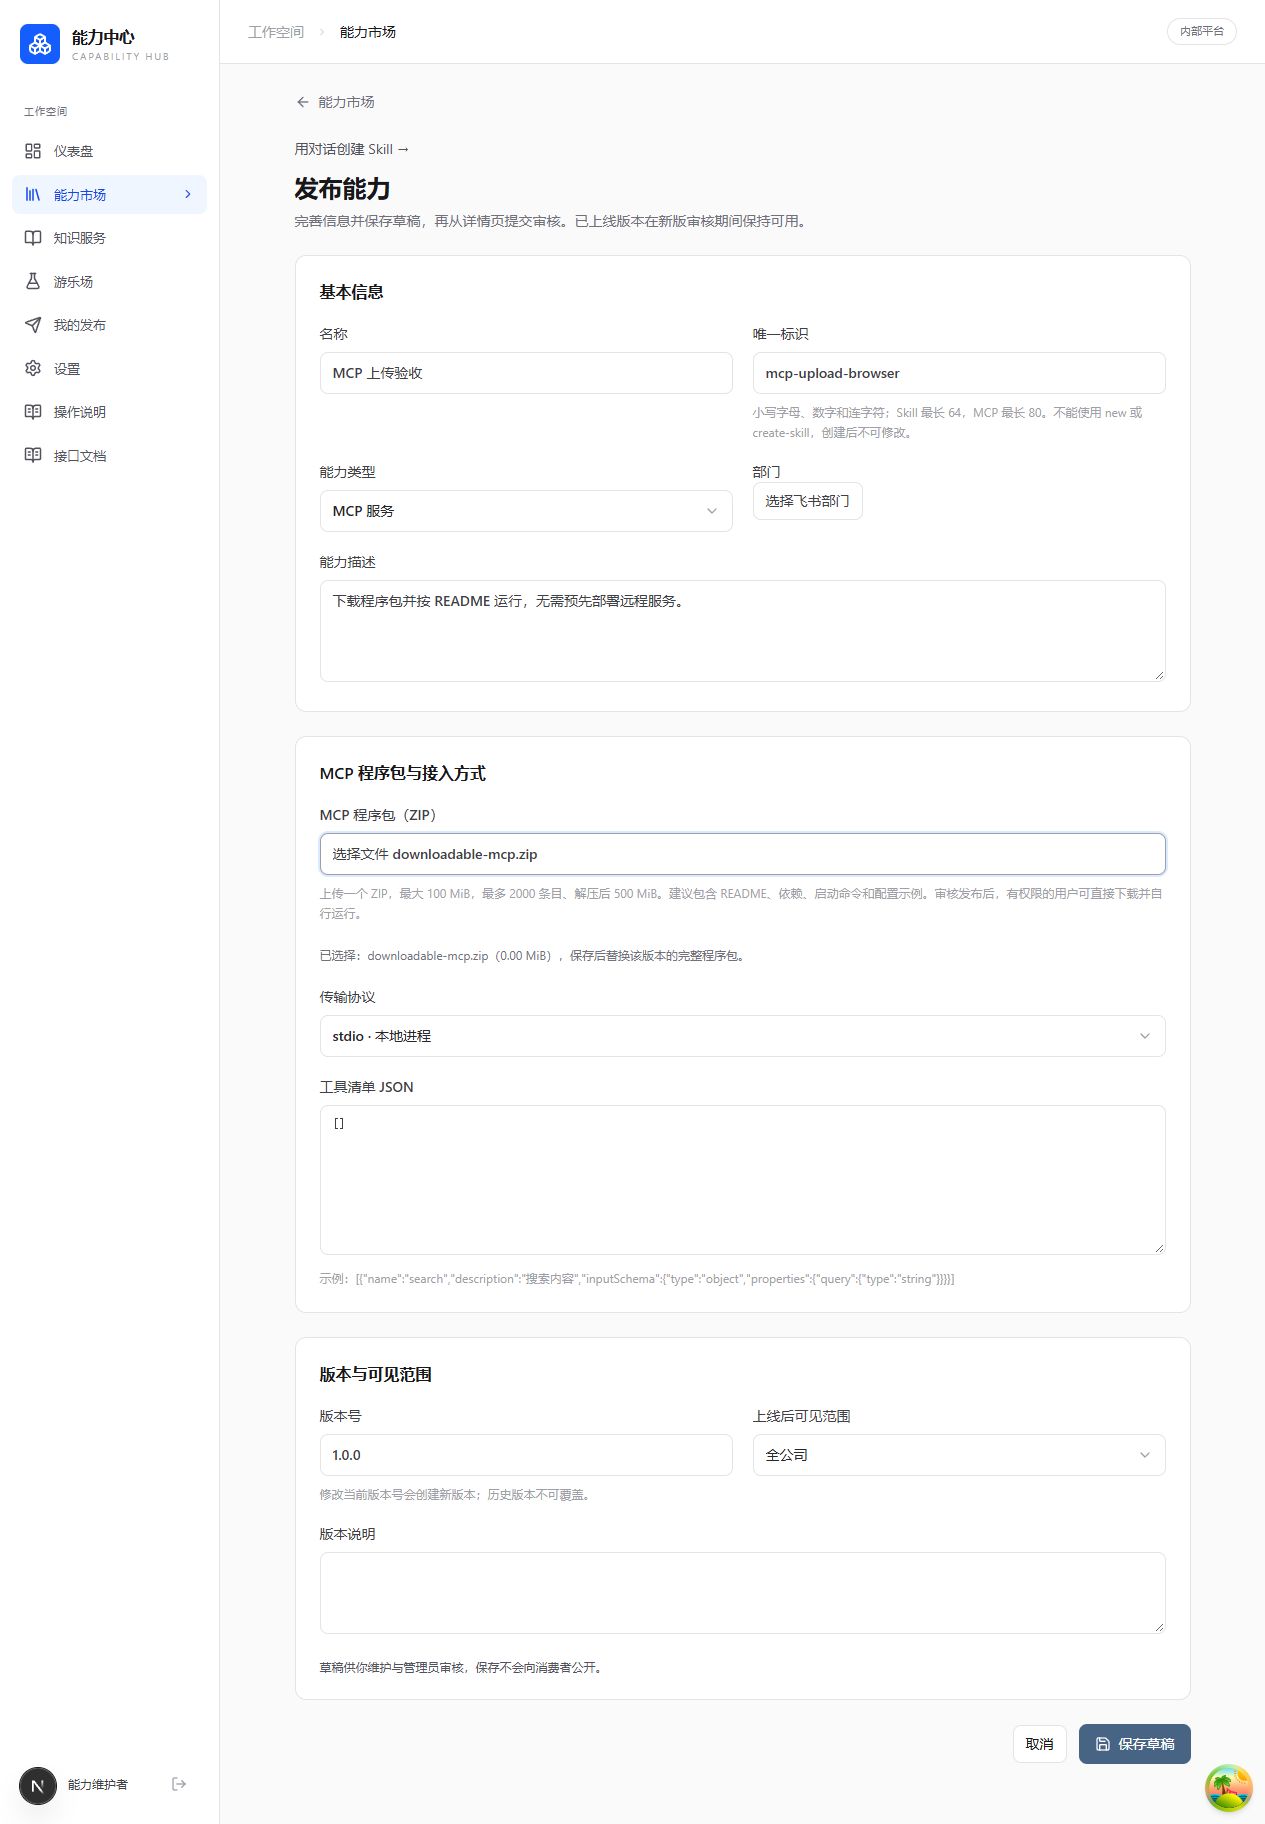 能力中心
CAPABILITY HUB
工作空间
仪表盘
能力市场
知识服务
游乐场
我的发布
设置
操作说明
接口文档
N
能力维护者
工作空间 › 能力市场
内部平台
← 能力市场
用对话创建 Skill →
发布能力
完善信息并保存草稿，再从详情页提交审核。已上线版本在新版审核期间保持可用。
基本信息
名称
MCP 上传验收
唯一标识
mcp-upload-browser
小写字母、数字和连字符；Skill 最长 64，MCP 最长 80。不能使用 new 或
create-skill，创建后不可修改。
能力类型
MCP 服务
部门
选择飞书部门
能力描述
下载程序包并按 README 运行，无需预先部署远程服务。
MCP 程序包与接入方式
MCP 程序包（ZIP）
选择文件 downloadable-mcp.zip
上传一个 ZIP，最大 100 MiB，最多 2000 条目、解压后 500 MiB。建议包含 README、依赖、启动命令和配置示例。审核发布后，有权限的用户可直接下载并自
行运行。
已选择：downloadable-mcp.zip（0.00 MiB），保存后替换该版本的完整程序包。
传输协议
stdio · 本地进程
工具清单 JSON
[]
示例：[{"name":"search","description":"搜索内容","inputSchema":{"type":"object","properties":{"query":{"type":"string"}}}}]
版本与可见范围
版本号
1.0.0
修改当前版本号会创建新版本；历史版本不可覆盖。
上线后可见范围
全公司
版本说明
草稿供你维护与管理员审核，保存不会向消费者公开。
取消
保存草稿